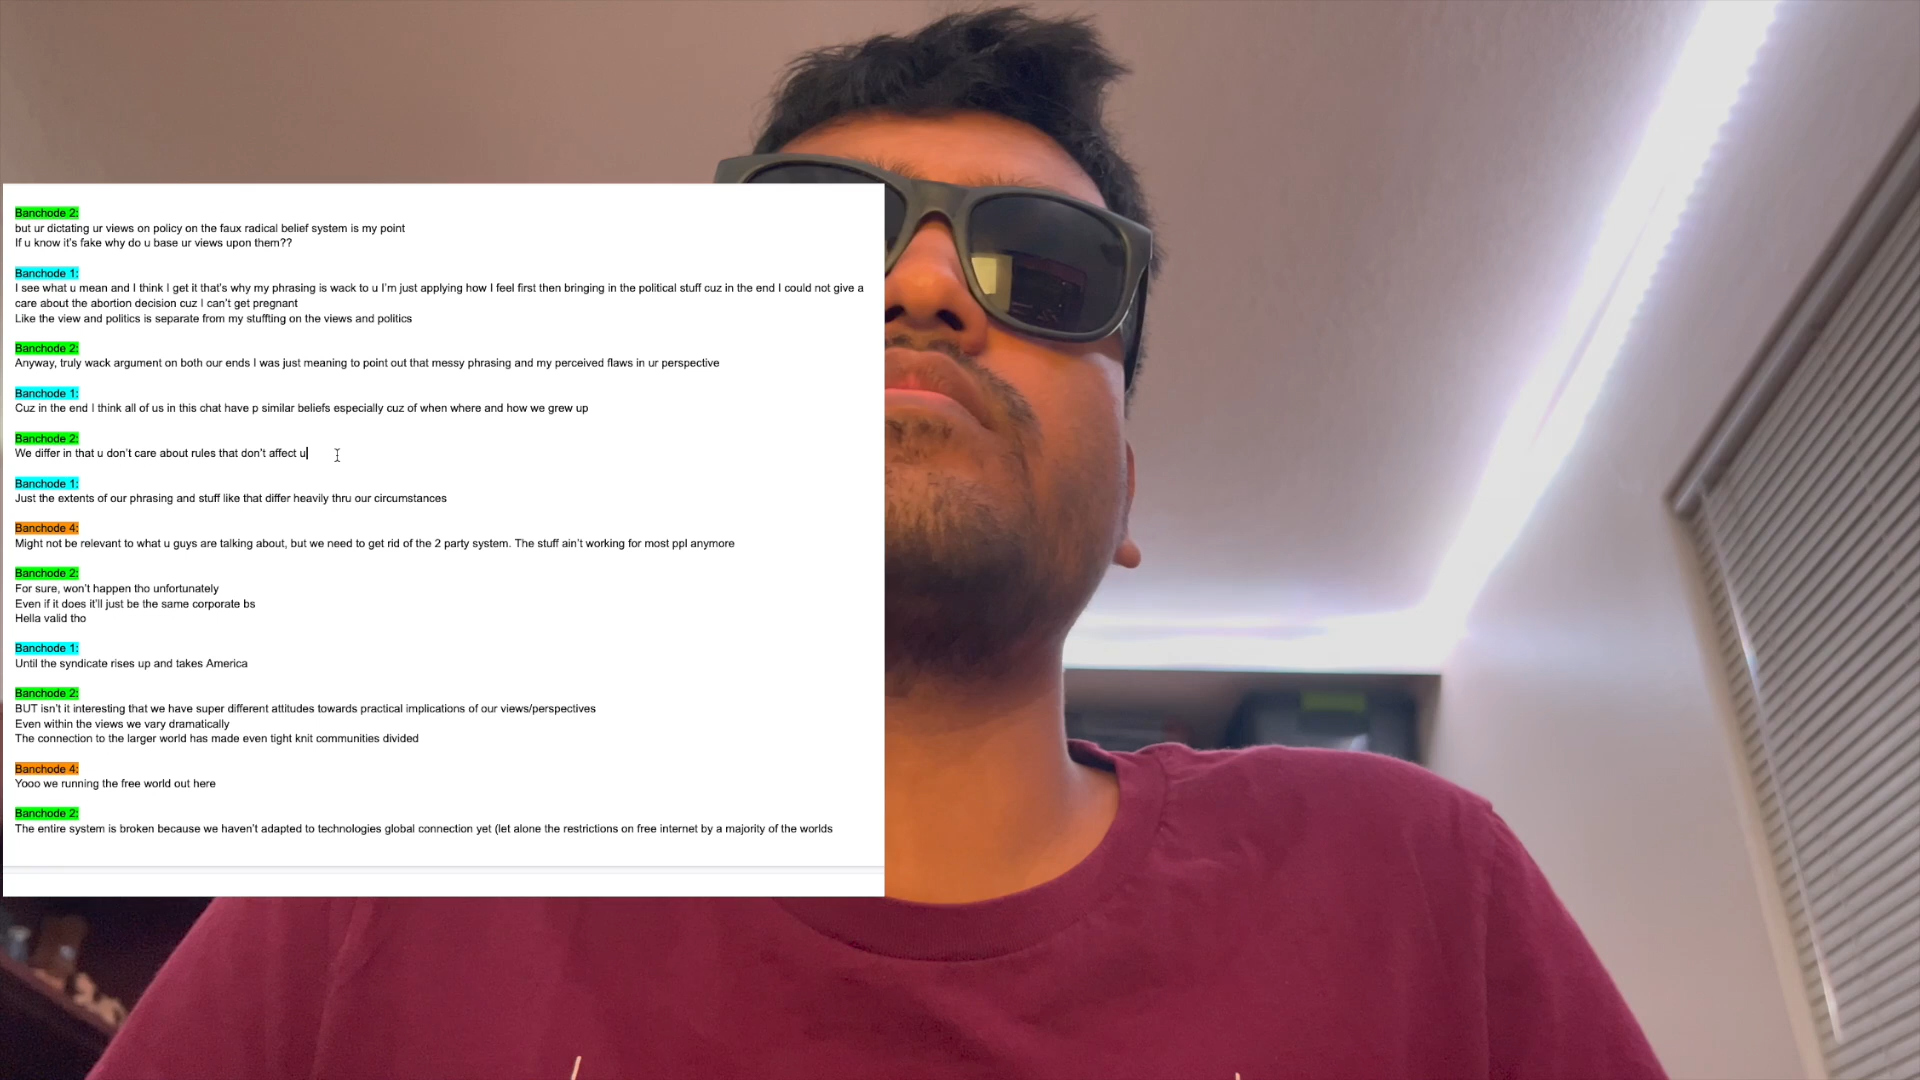 Banchode 2:
but ur dictating ur views on policy on the faux radical belief system is my point
If u know it's fake why do u base ur views upon them??
Banchode 1:
I see what u mean and I think I get it that's why my phrasing is wack to u I'm just applying how I feel first then bringing in the political stuff cuz in the end I could not give a
care about the abortion decision cuz I can't get pregnant
Like the view and politics is separate from my stuffting on the views and politics
Banchode 2:
Anyway, truly wack argument on both our ends I was just meaning to point out that messy phrasing and my perceived flaws in ur perspective
Banchode 1:
Cuz in the end I think all of us in this chat have p similar beliefs especially cuz of when where and how we grew up
Banchode 2:
We differ in that u don't care about rules that don't affect u
Banchode 1:
Just the extents of our phrasing and stuff like that differ heavily thru our circumstances
Banchode 4:
Might not be relevant to what u guys are talking about, but we need to get rid of the 2 party system. The stuff ain't working for most ppl anymore
Banchode 2:
For sure, won't happen tho unfortunately
Even if it does it'll just be the same corporate bs
Hella valid tho
Banchode 1:
Until the syndicate rises up and takes America
Banchode 2:
BUT isn't it interesting that we have super different attitudes towards practical implications of our views/perspectives
Even within the views we vary dramatically
The connection to the larger world has made even tight knit communities divided
Banchode 4:
Yooo we running the free world out here
Banchode 2:
The entire system is broken because we haven't adapted to technologies global connection yet (let alone the restrictions on free internet by a majority of the worlds